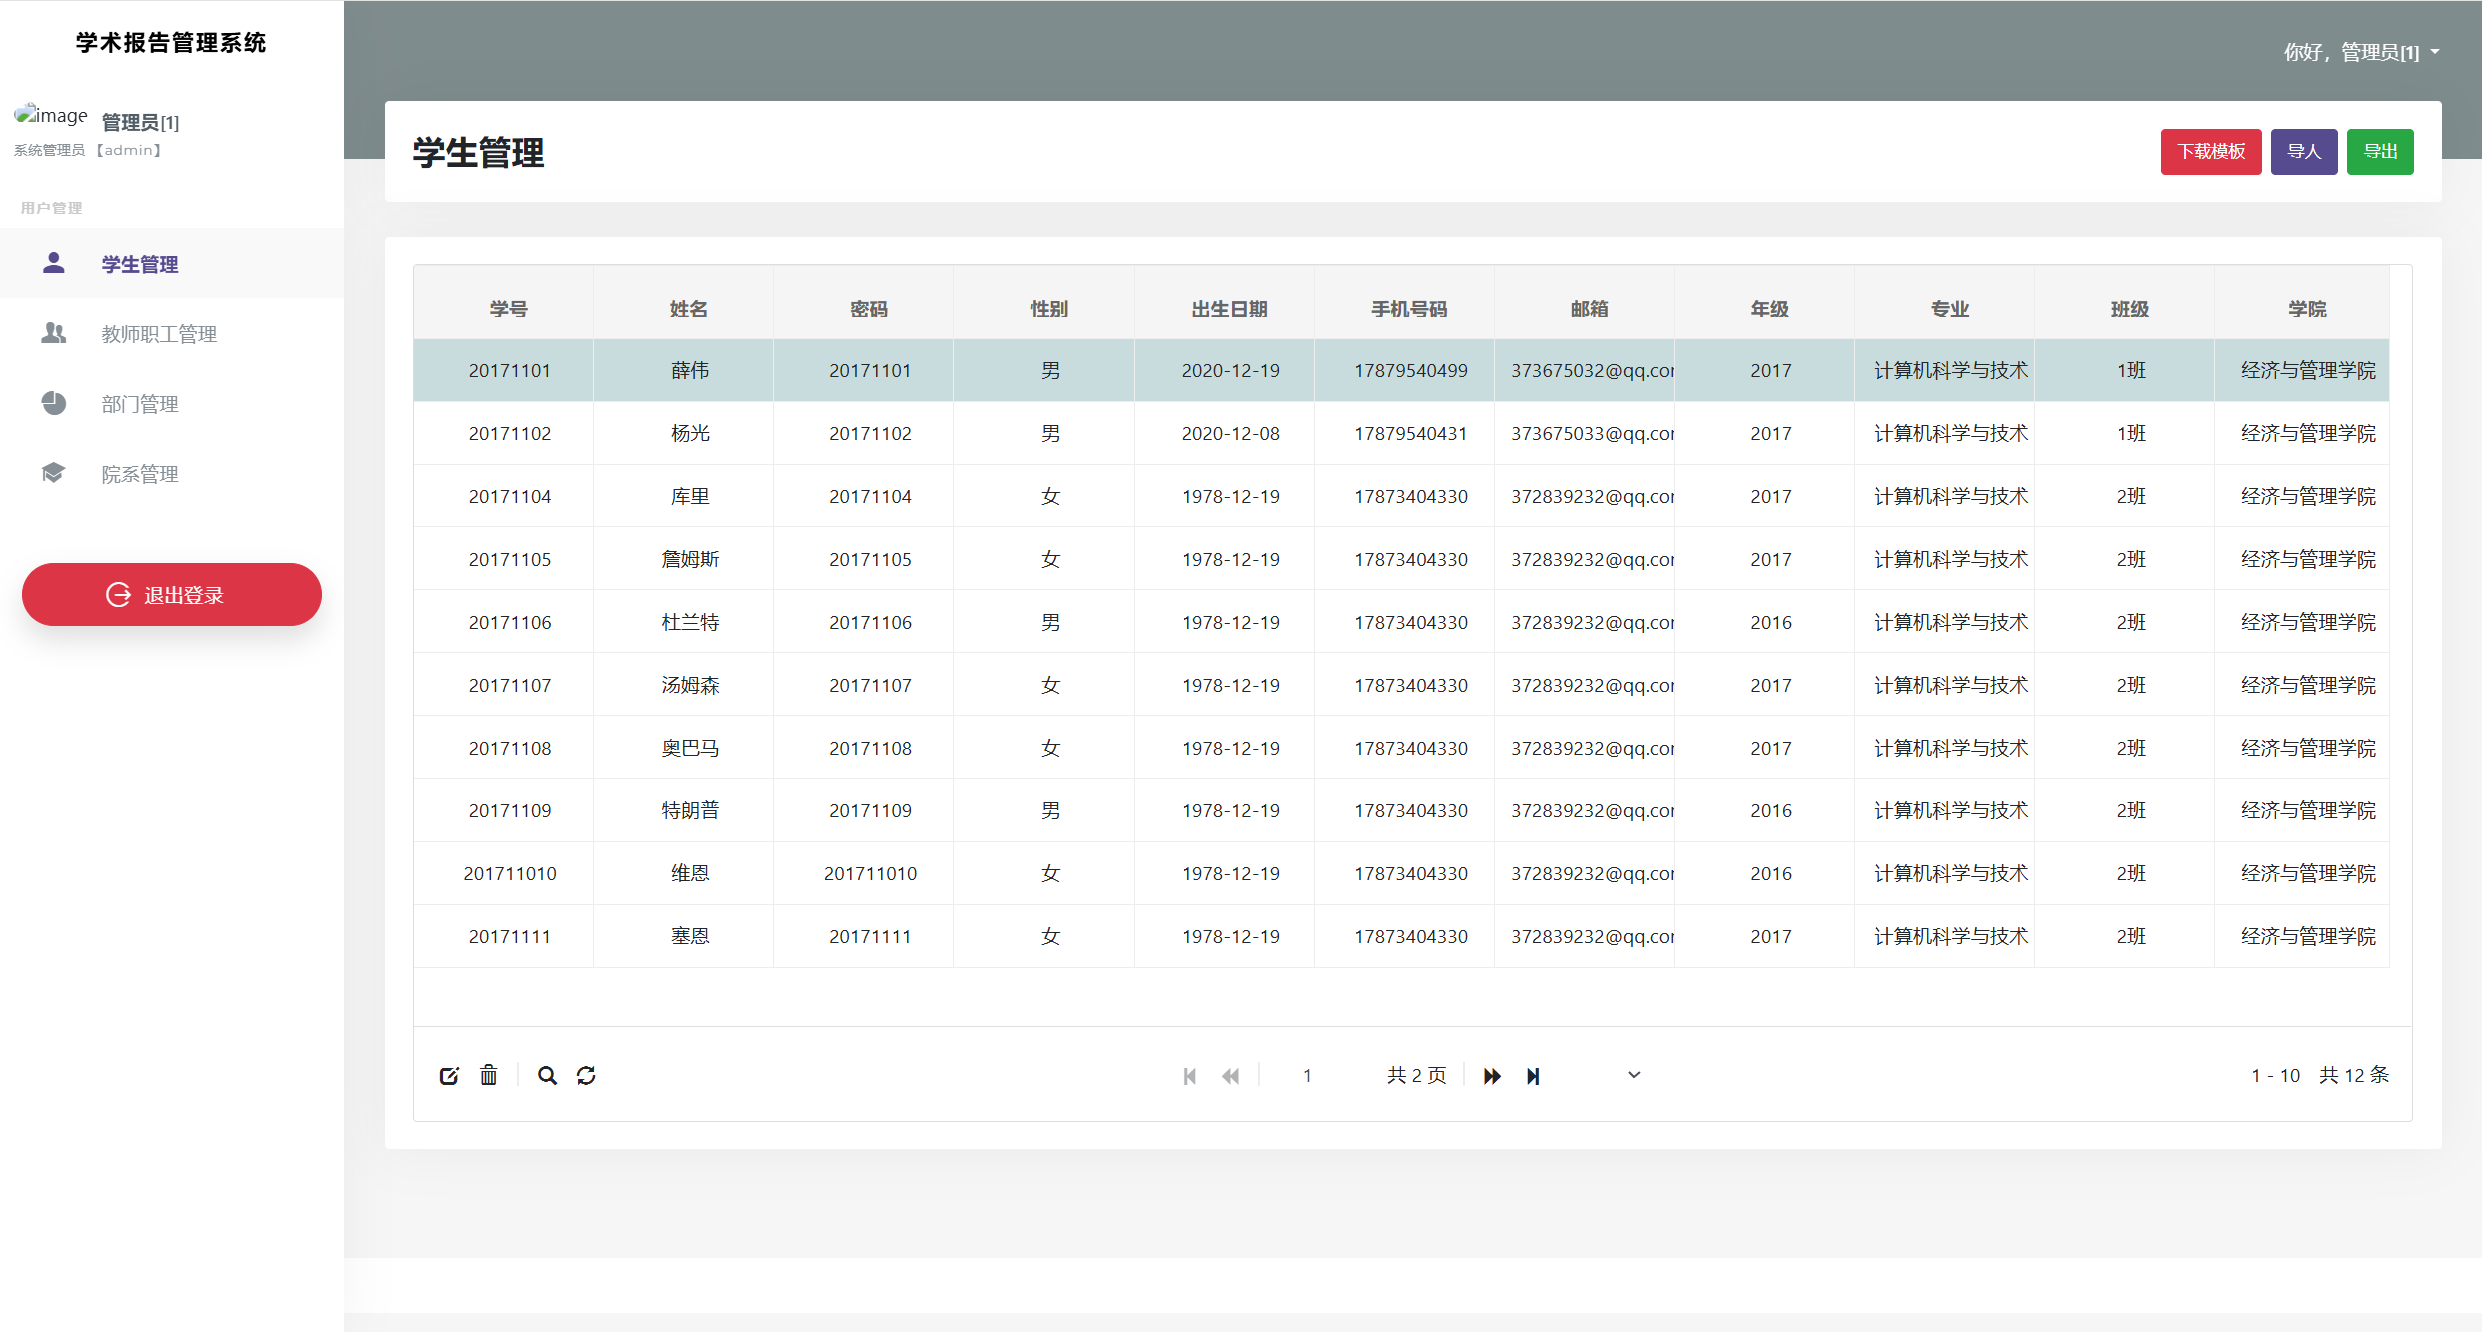 学术报告管理系统
你好，管理员[1]
image 管理员[1]
系统管理员 【admin】
用户管理
学生管理
教师职工管理
部门管理
院系管理
退出登录
学生管理
下载模板 导人 导出
学号 姓名 密码 性别 出生日期 手机号码 邮箱 年级 专业 班级 学院
20171101 薛伟 20171101 男 2020-12-19 17879540499 373675032@qq.com 2017 计算机科学与技术 1班 经济与管理学院
20171102 杨光 20171102 男 2020-12-08 17879540431 373675033@qq.com 2017 计算机科学与技术 1班 经济与管理学院
20171104 库里 20171104 女 1978-12-19 17873404330 372839232@qq.com 2017 计算机科学与技术 2班 经济与管理学院
20171105 詹姆斯 20171105 女 1978-12-19 17873404330 372839232@qq.com 2017 计算机科学与技术 2班 经济与管理学院
20171106 杜兰特 20171106 男 1978-12-19 17873404330 372839232@qq.com 2016 计算机科学与技术 2班 经济与管理学院
20171107 汤姆森 20171107 女 1978-12-19 17873404330 372839232@qq.com 2017 计算机科学与技术 2班 经济与管理学院
20171108 奥巴马 20171108 女 1978-12-19 17873404330 372839232@qq.com 2017 计算机科学与技术 2班 经济与管理学院
20171109 特朗普 20171109 男 1978-12-19 17873404330 372839232@qq.com 2016 计算机科学与技术 2班 经济与管理学院
201711010 维恩 201711010 女 1978-12-19 17873404330 372839232@qq.com 2016 计算机科学与技术 2班 经济与管理学院
20171111 塞恩 20171111 女 1978-12-19 17873404330 372839232@qq.com 2017 计算机科学与技术 2班 经济与管理学院
1 共 2 页
1 - 10 共 12 条